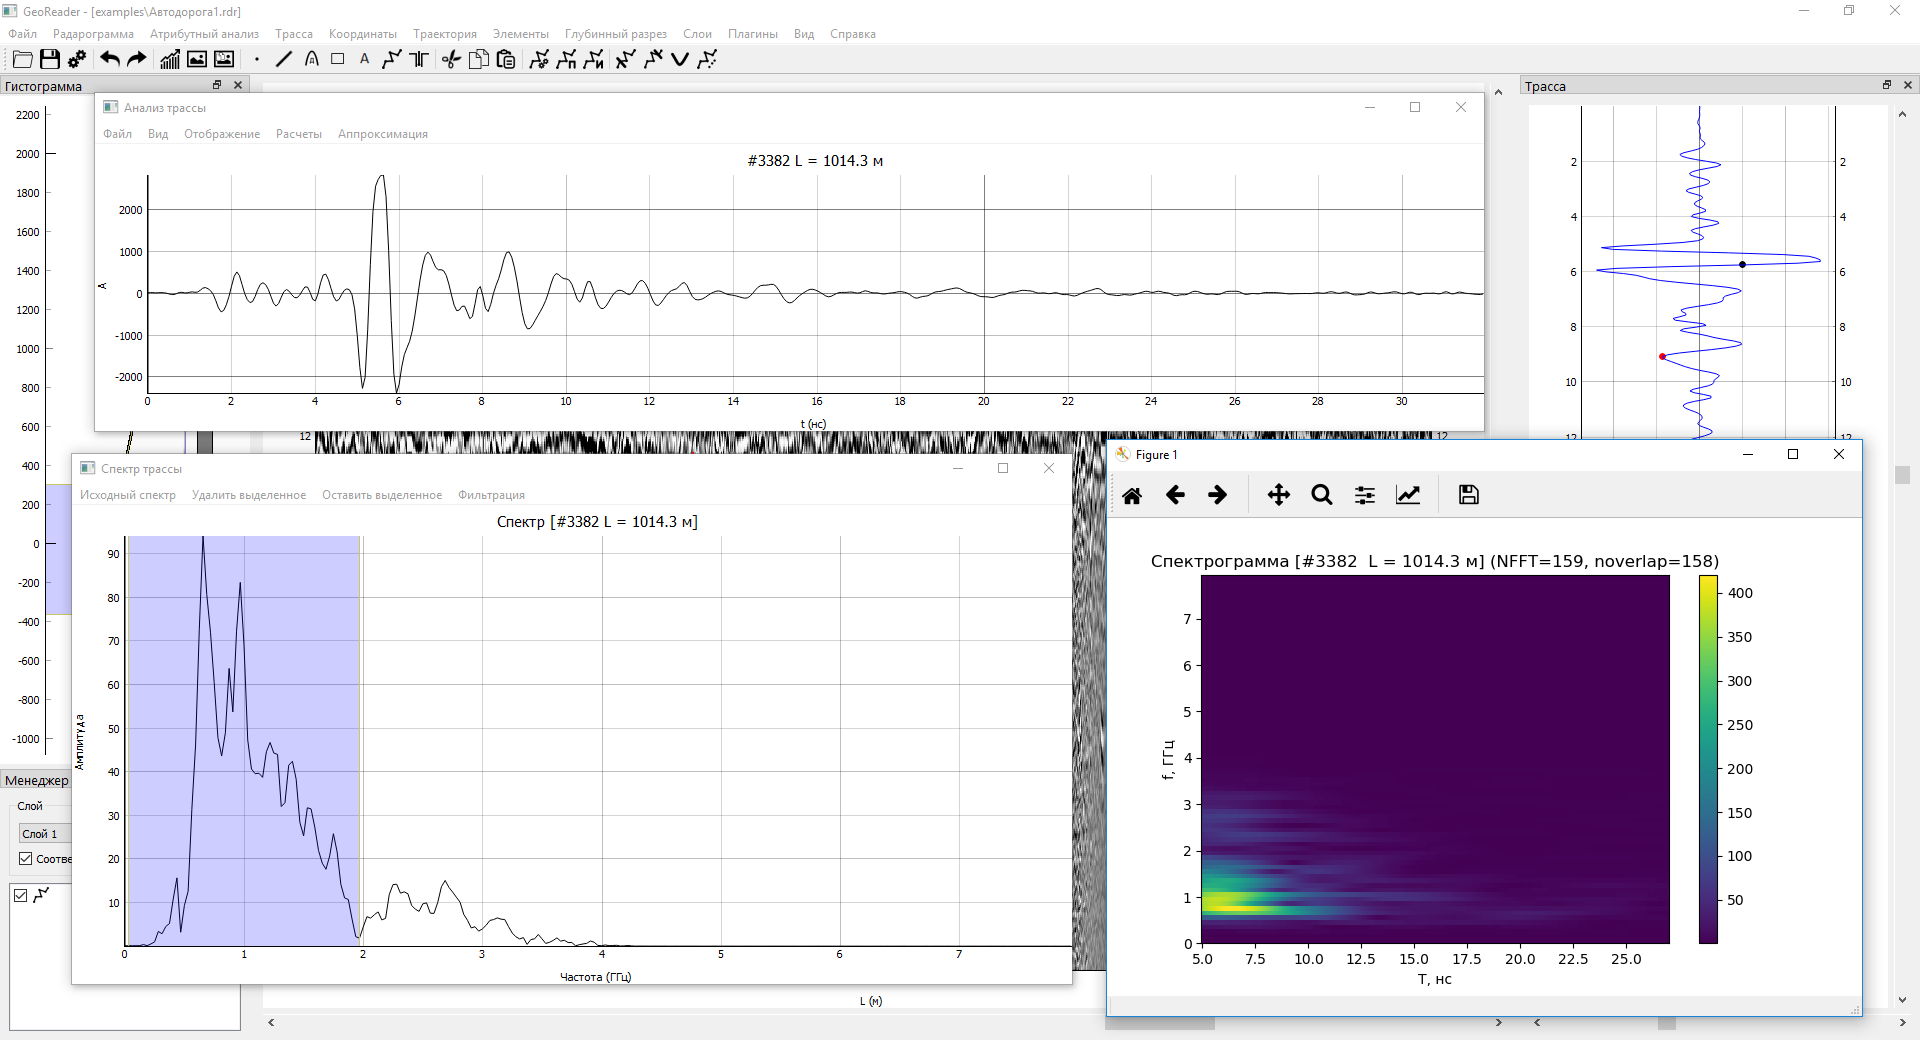 GeoReader - [examples\Автодорога1.rdr]
Файл Радарограмма Атрибутный анализ Трасса Координаты Траектория Элементы Глубинный разрез Слои Плагины Вид Справка
A
Гистограмма
2200
2000
1800
1600
1400
1200
1000
800
600
400
200
0
-200
-400
-600
-800
-1000
Менеджер
Слой
Слой 1
Соотве
Анализ трассы
Файл Вид Отображение Расчеты Аппроксимация
#3382 L = 1014.3 м
2000
1000
0
-1000
-2000
A
0 2 4 6 8 10 12 14 16 18 20 22 24 26 28 30
t (нс)
12 12
Трасса
2 2
4 4
6 6
8 8
10 10
12 12
Спектр трассы
Исходный спектр Удалить выделенное Оставить выделенное Фильтрация
Спектр [#3382 L = 1014.3 м]
90
80
70
60
50
40
30
20
10
Амплитуда
0 1 2 3 4 5 6 7
Частота (ГГц)
L (м)
Figure 1
Спектрограмма [#3382 L = 1014.3 м] (NFFT=159, noverlap=158)
7
6
5
4
3
2
1
0
f, ГГц
5.0 7.5 10.0 12.5 15.0 17.5 20.0 22.5 25.0
T, нс
400
350
300
250
200
150
100
50